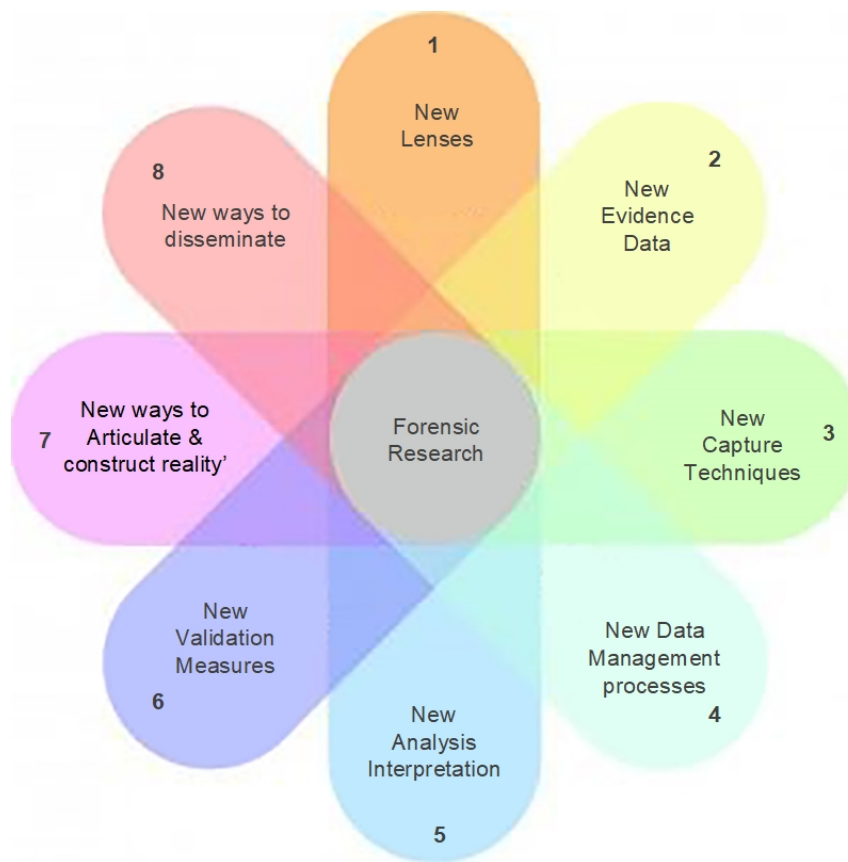 1
New
Lenses
2
New
Evidence
Data
3
New
Capture
Techniques
New Data
Management
processes
4
New
Analysis
Interpretation
5
New
Validation
Measures
6
7
New ways to
Articulate &
construct reality’
8
New ways to
disseminate
Forensic
Research